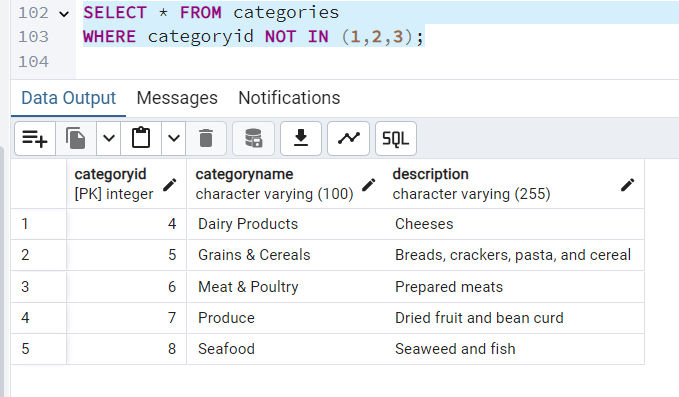 102 SELECT * FROM categories
103 WHERE categoryid NOT IN (1,2,3);
104
Data Output Messages Notifications
SQL
categoryid categoryname description
[PK] integer character varying (100) character varying (255)
1 4 Dairy Products Cheeses
2 5 Grains & Cereals Breads, crackers, pasta, and cereal
3 6 Meat & Poultry Prepared meats
4 7 Produce Dried fruit and bean curd
5 8 Seafood Seaweed and fish